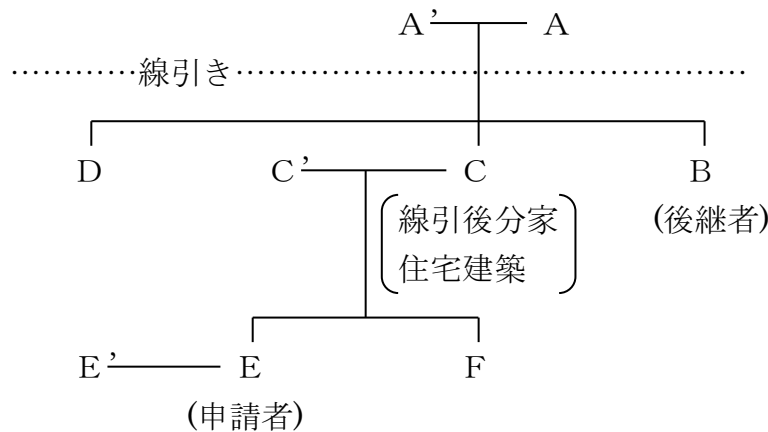 A’ A
…………線引き………………………………………
D C’ C B
線引後分家 (後継者)
住宅建築
E’ E F
(申請者)